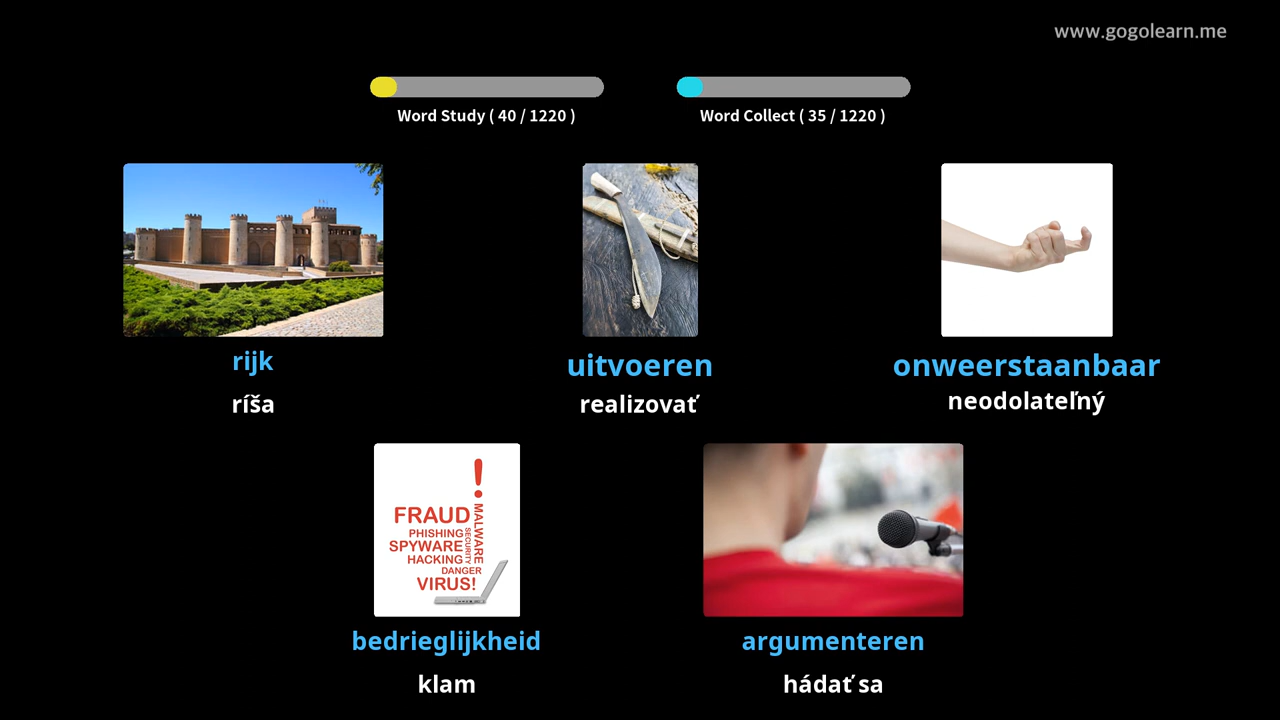 www.gogolearn.me
Word Study ( 40 / 1220 )
Word Collect ( 35 / 1220 )
rijk
uitvoeren
onweerstaanbaar
ríša
realizovať
neodolateľný
!
FRAUD
MALWARE
PHISHING
SECURITY
SPYWARE
HACKING
DANGER
VIRUS!
bedrieglijkheid
argumenteren
klam
hádať sa